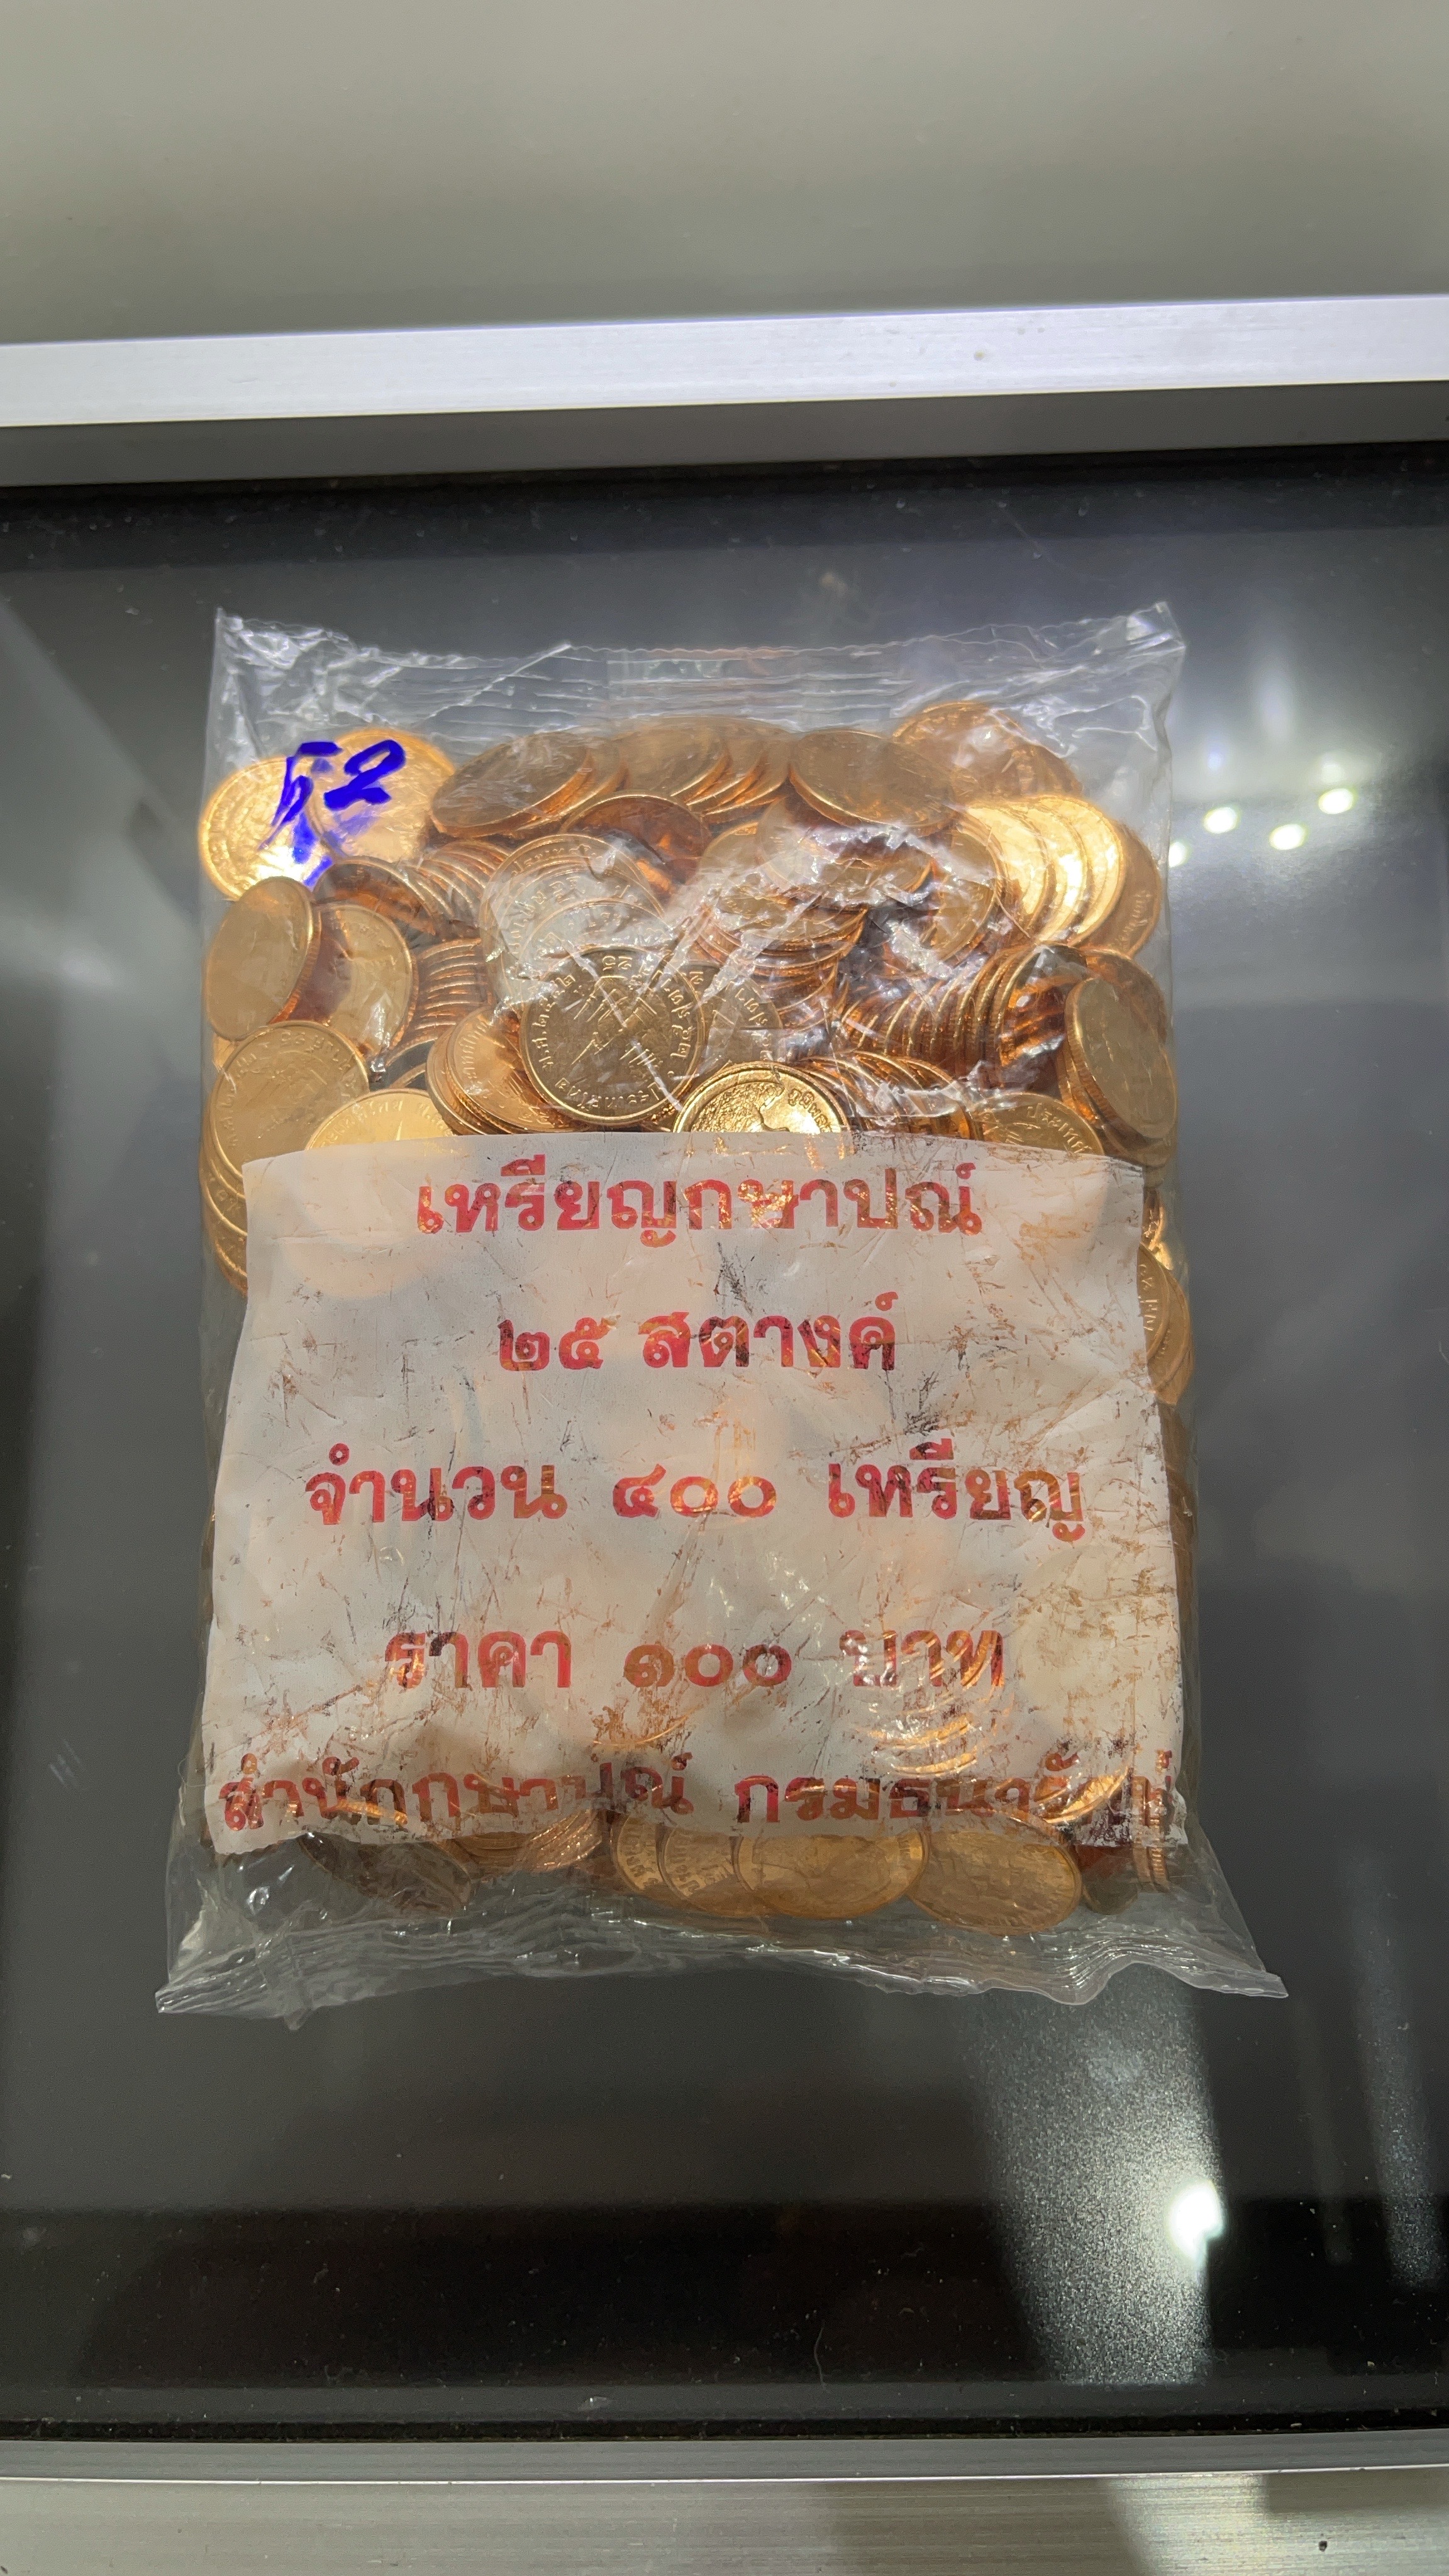 52
เหรียญกษาปณ์
๒๕ สตางค์
จำนวน ๔๐๐ เหรียญ
ราคา ๑๐๐ บาท
สำนักกษาปณ์ กรมธนารักษ์